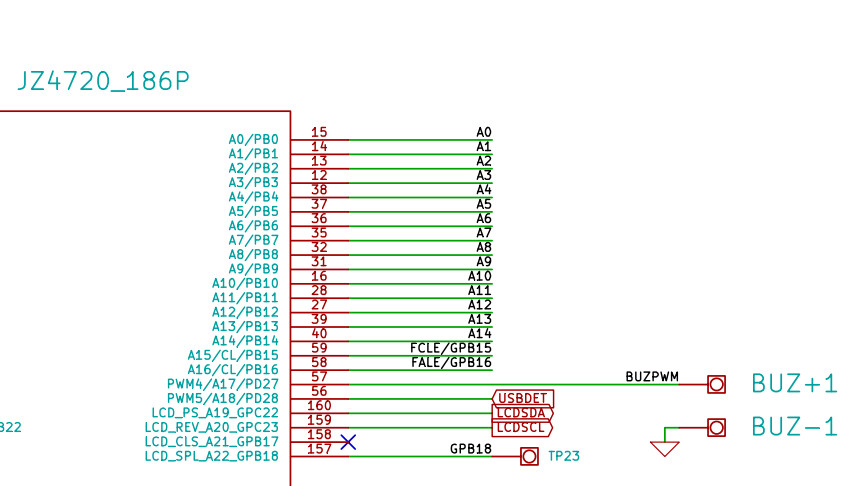 JZ4720_186P
A0/PB0 15 A0
A1/PB1 14 A1
A2/PB2 13 A2
A3/PB3 12 A3
A4/PB4 38 A4
A5/PB5 37 A5
A6/PB6 36 A6
A7/PB7 35 A7
A8/PB8 32 A8
A9/PB9 31 A9
A10/PB10 16 A10
A11/PB11 28 A11
A12/PB12 27 A12
A13/PB13 39 A13
A14/PB14 40 A14
A15/CL/PB15 59 FCLE/GPB15
A16/CL/PB16 58 FALE/GPB16
PWM4/A17/PD27 57 BUZPWM BUZ+1
PWM5/A18/PD28 56 USBDET
LCD_PS_A19_GPC22 160 LCDSDA
B22 LCD_REV_A20_GPC23 159 LCDSCL BUZ-1
LCD_CLS_A21_GPB17 158
LCD_SPL_A22_GPB18 157 GPB18 TP23